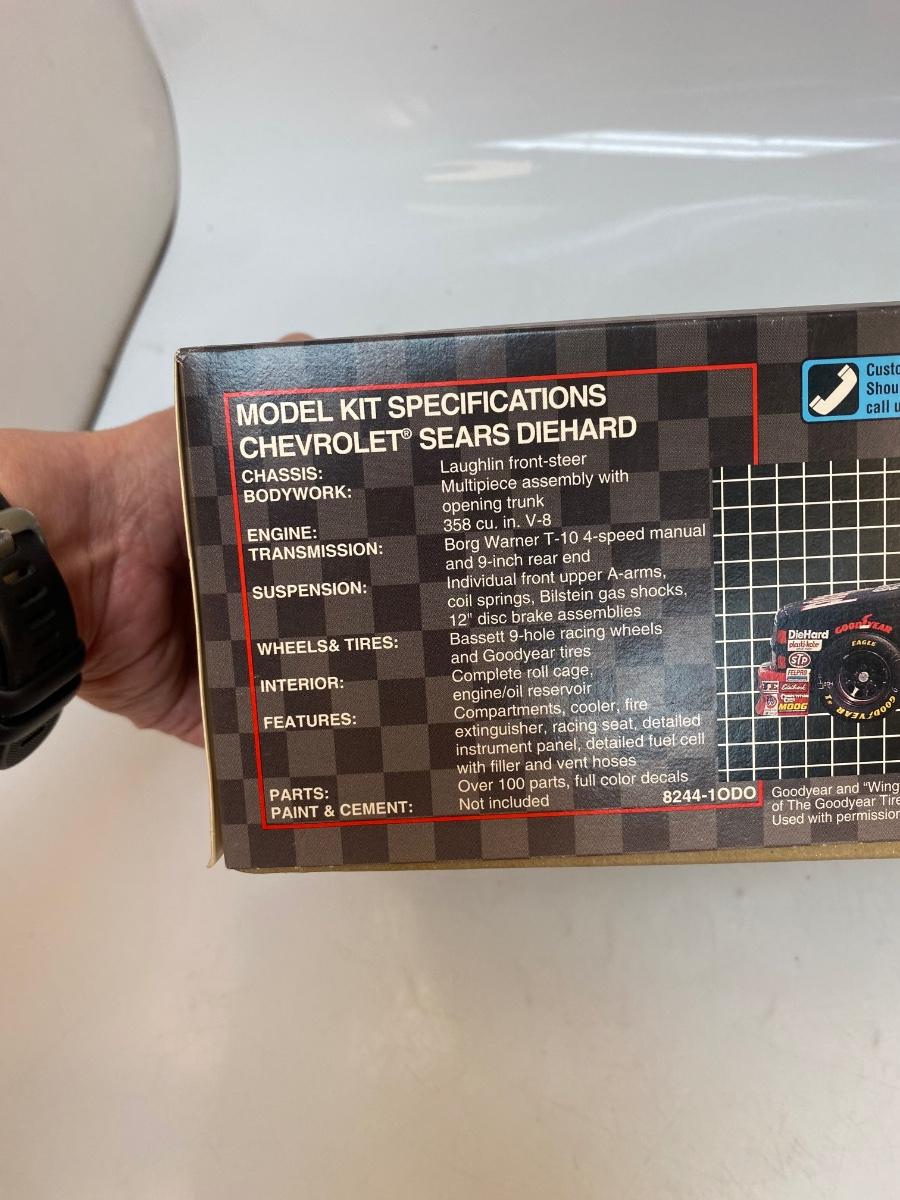 MODEL KIT SPECIFICATIONS
CHEVROLET® SEARS DIEHARD
CHASSIS: Laughlin front-steer
BODYWORK: Multipiece assembly with
opening trunk
ENGINE: 358 cu. in. V-8
TRANSMISSION: Borg Warner T-10 4-speed manual
and 9-inch rear end
SUSPENSION: Individual front upper A-arms,
coil springs, Bilstein gas shocks,
12" disc brake assemblies
WHEELS& TIRES: Bassett 9-hole racing wheels
and Goodyear tires
INTERIOR: Complete roll cage,
engine/oil reservoir
FEATURES: Compartments, cooler, fire
extinguisher, racing seat, detailed
instrument panel, detailed fuel cell
with filler and vent hoses
PARTS: Over 100 parts, full color decals
PAINT & CEMENT: Not included
8244-1ODO
Custo
Shou
call u
DieHard
GOODYEAR
EAGLE
STP
FELPRO
MOOG
GOODYEAR
Goodyear and "Wing
of The Goodyear Tire
Used with permission